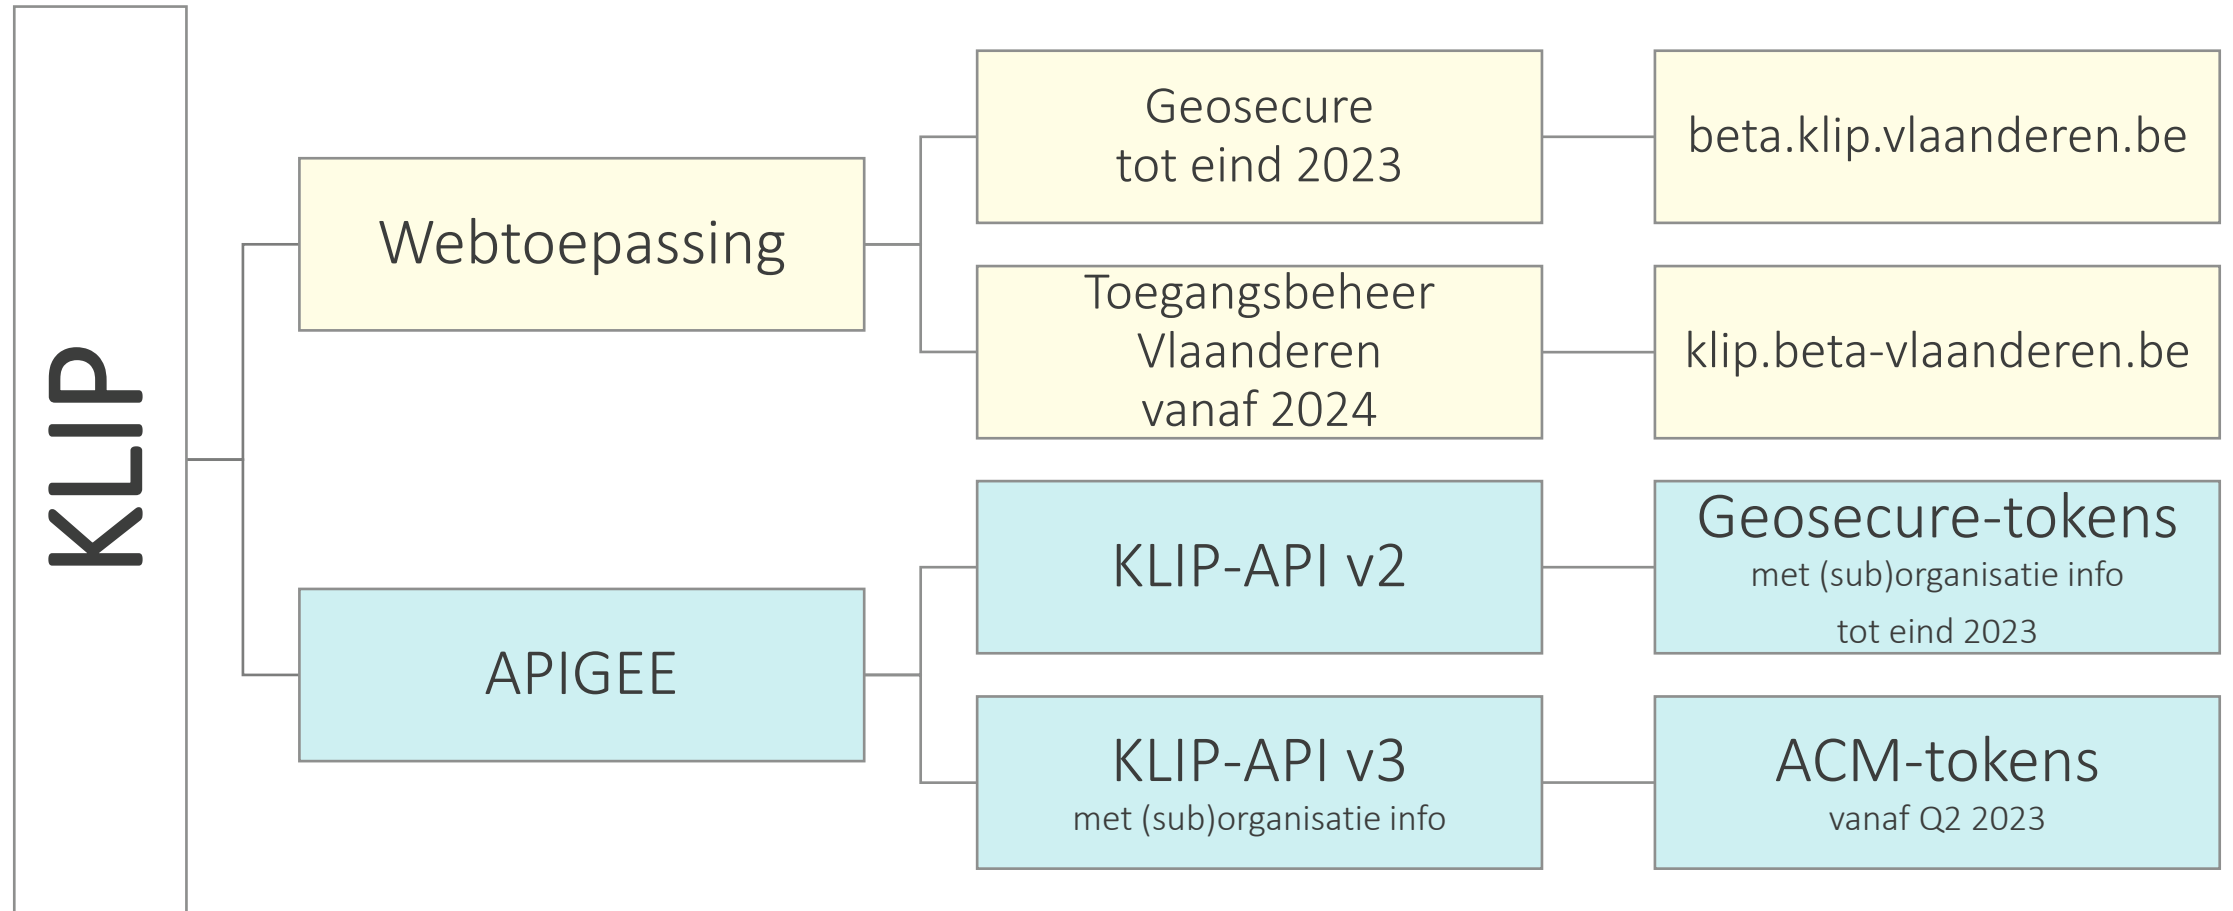 KLIP
Webtoepassing
Geosecure
tot eind 2023
beta.klip.vlaanderen.be
Toegangsbeheer
Vlaanderen
vanaf 2024
klip.beta-vlaanderen.be
APIGEE
KLIP-API v2
Geosecure-tokens
met (sub)organisatie info
tot eind 2023
KLIP-API v3
met (sub)organisatie info
ACM-tokens
vanaf Q2 2023